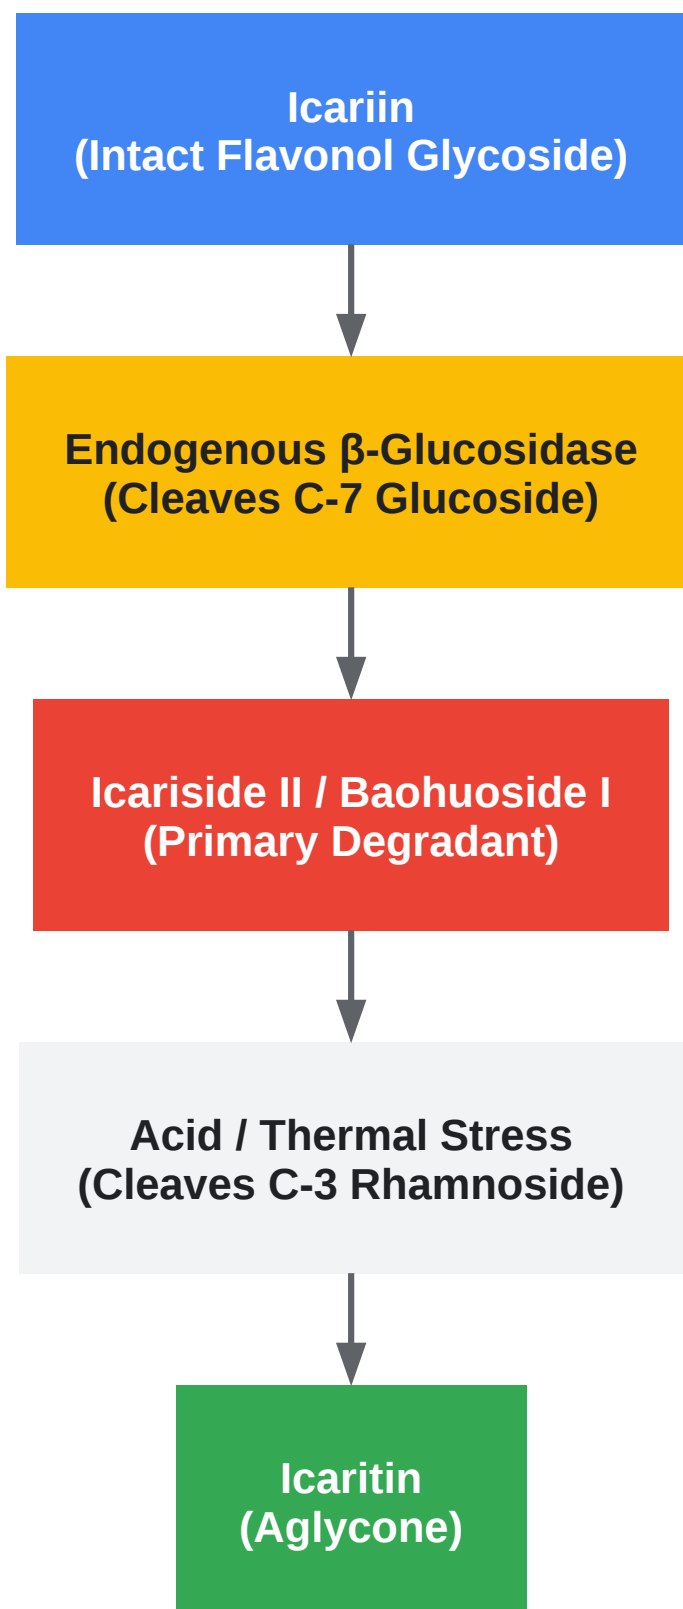 Icariin
(Intact Flavonol Glycoside)
Endogenous β-Glucosidase
(Cleaves C-7 Glucoside)
Icariside II / Baohuoside I
(Primary Degradant)
Acid / Thermal Stress
(Cleaves C-3 Rhamnoside)
Icaritin
(Aglycone)